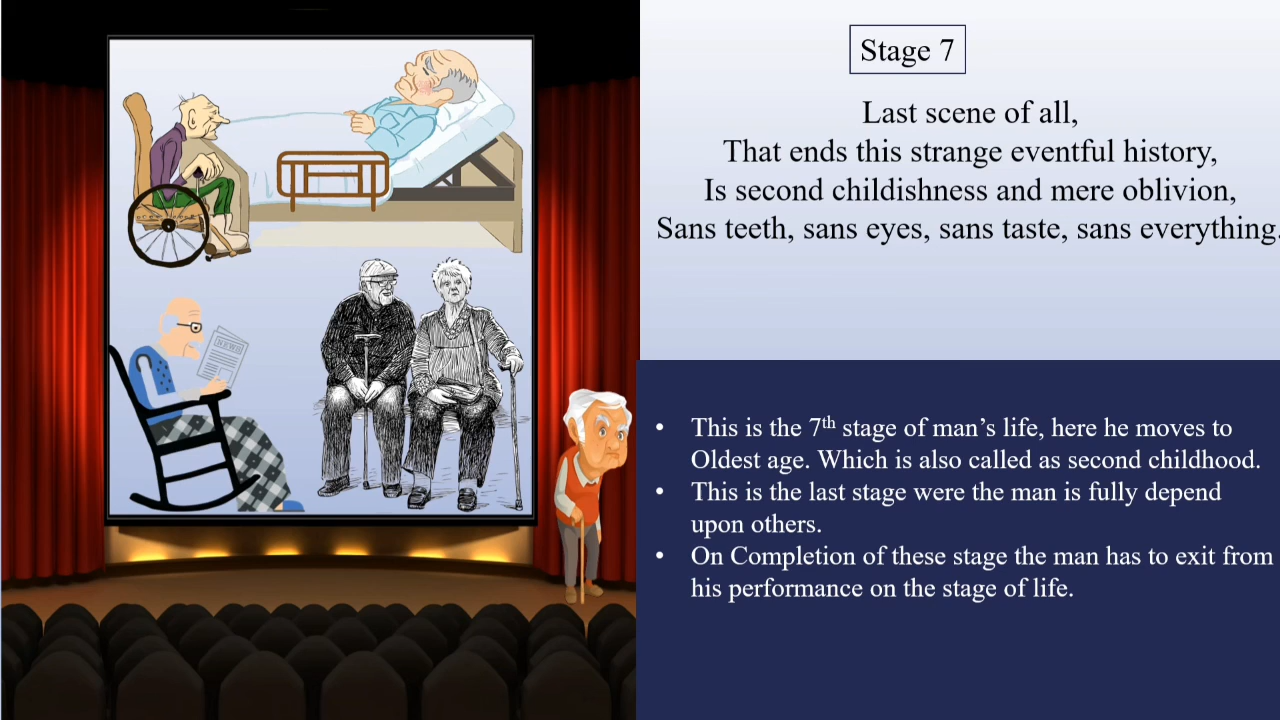 Stage 7
Last scene of all,
That ends this strange eventful history,
Is second childishness and mere oblivion,
Sans teeth, sans eyes, sans taste, sans everything.
NEWS
• This is the 7th stage of man’s life, here he moves to
Oldest age. Which is also called as second childhood.
• This is the last stage were the man is fully depend
upon others.
• On Completion of these stage the man has to exit from
his performance on the stage of life.